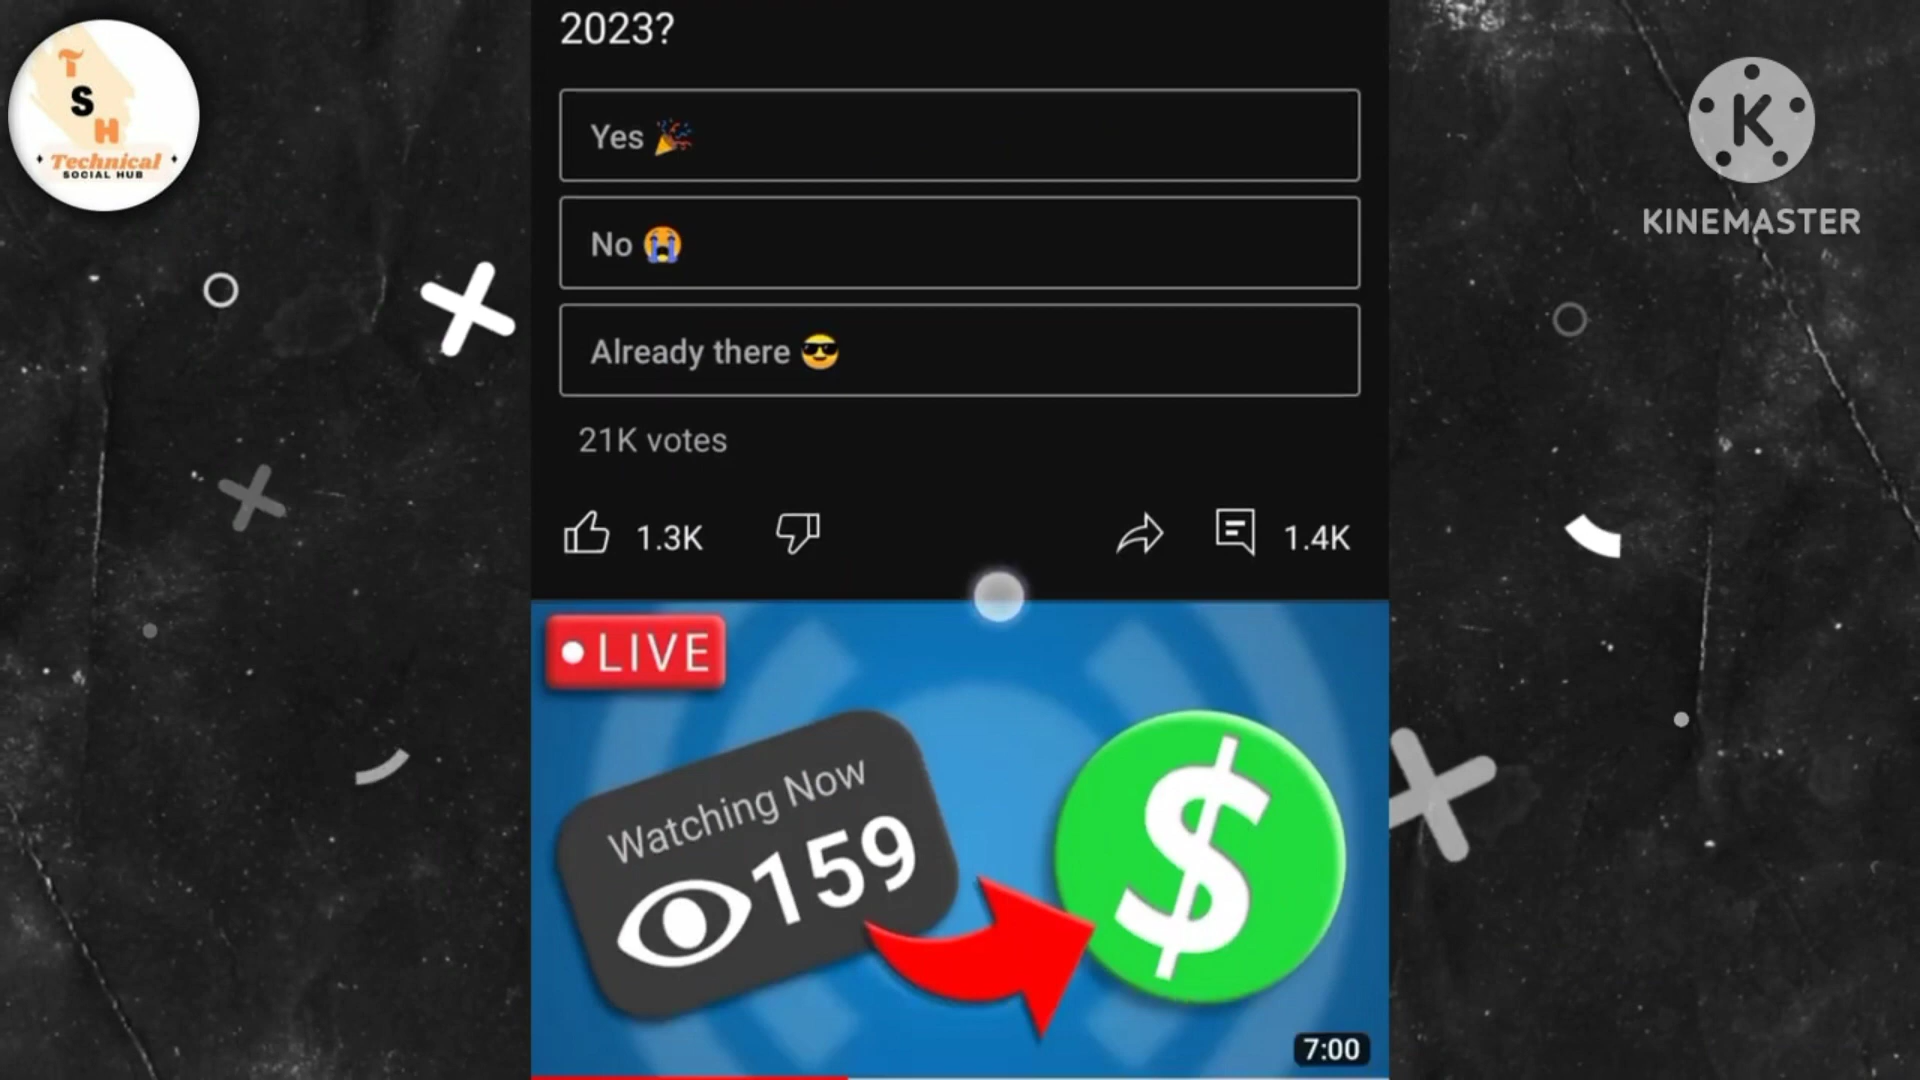 2023?
T
S
H
Technical
SOCIAL HUB
K
KINEMASTER
Yes 🎉
No 😭
Already there 😎
21K votes
1.3K
1.4K
LIVE
Watching Now
159
$
7:00